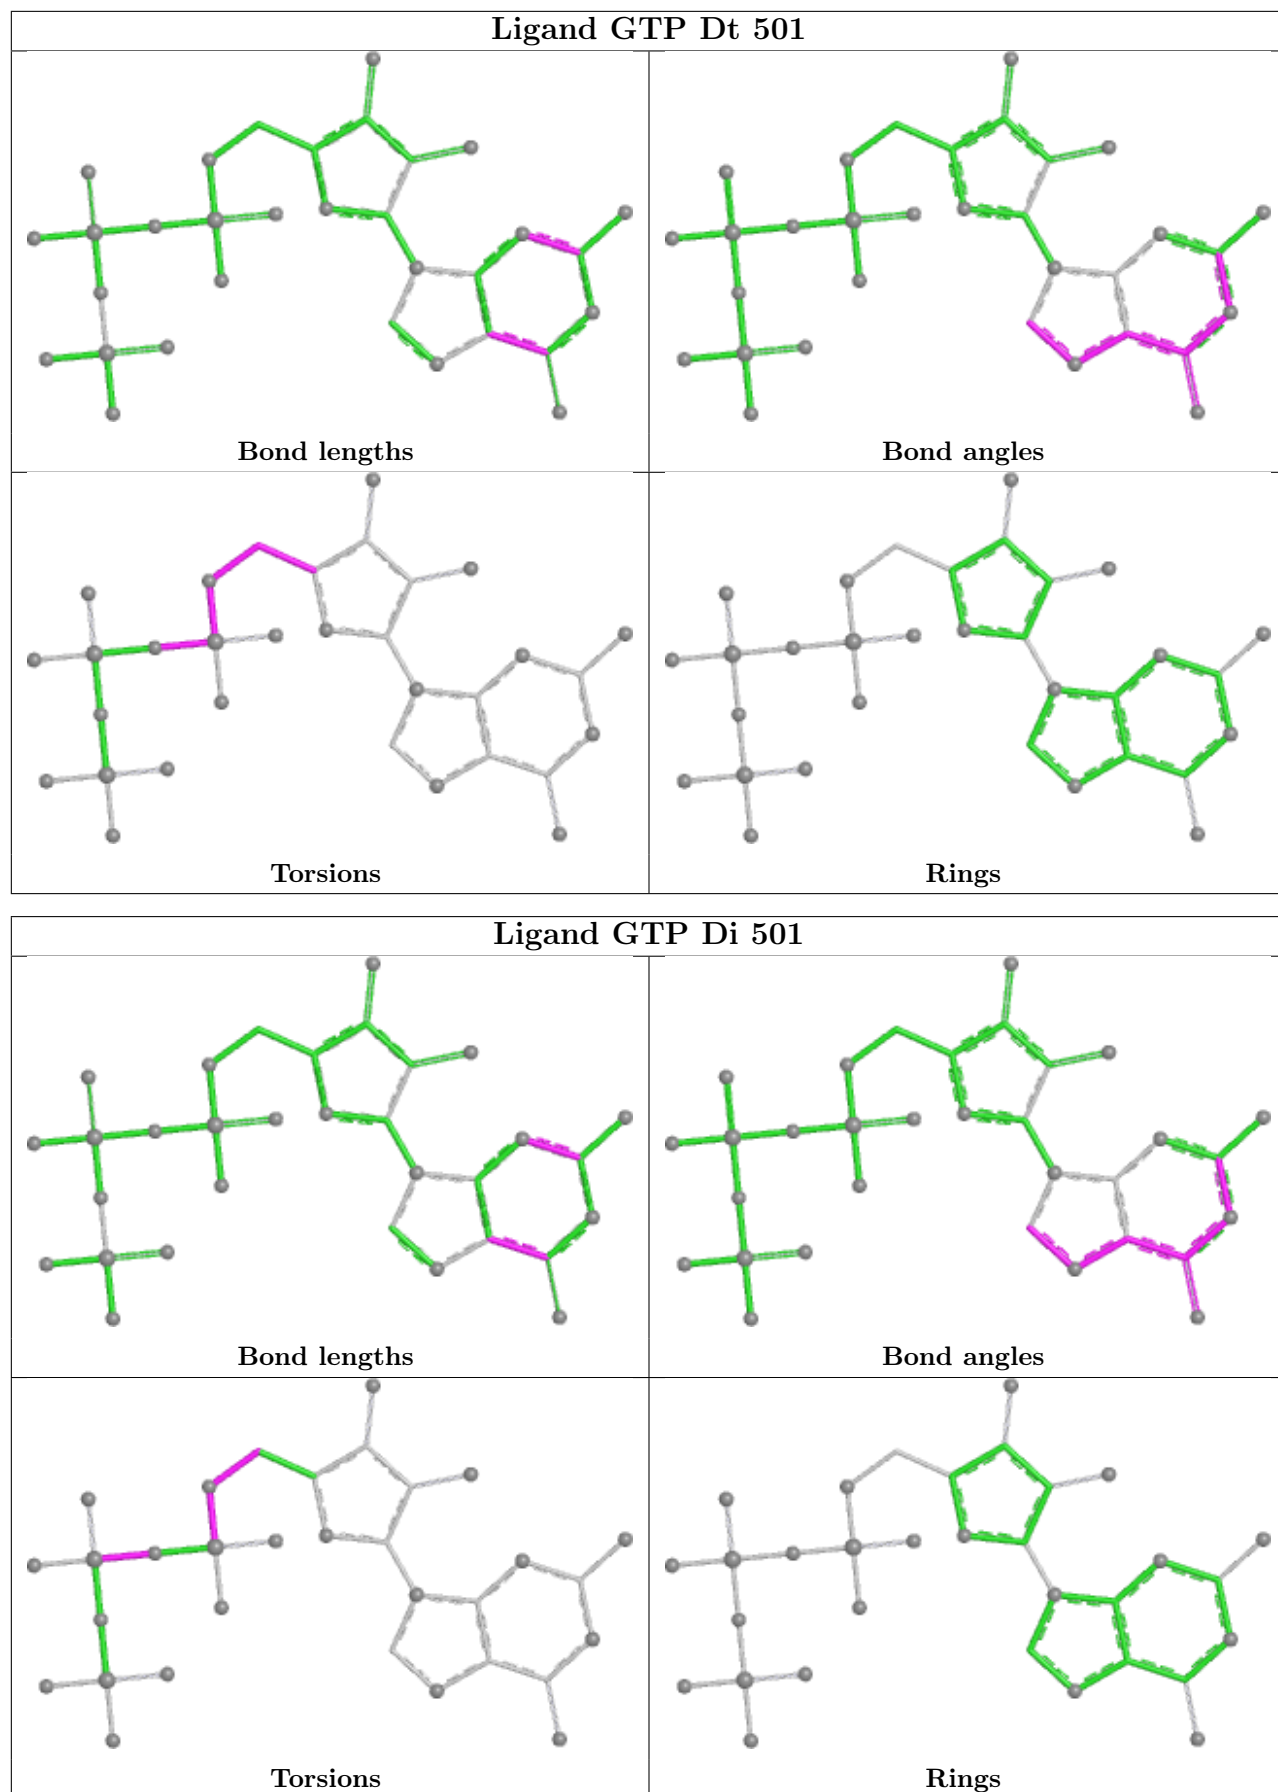 Ligand GTP Dt 501
Bond lengths
Bond angles
Torsions
Rings
Ligand GTP Di 501
Bond lengths
Bond angles
Torsions
Rings